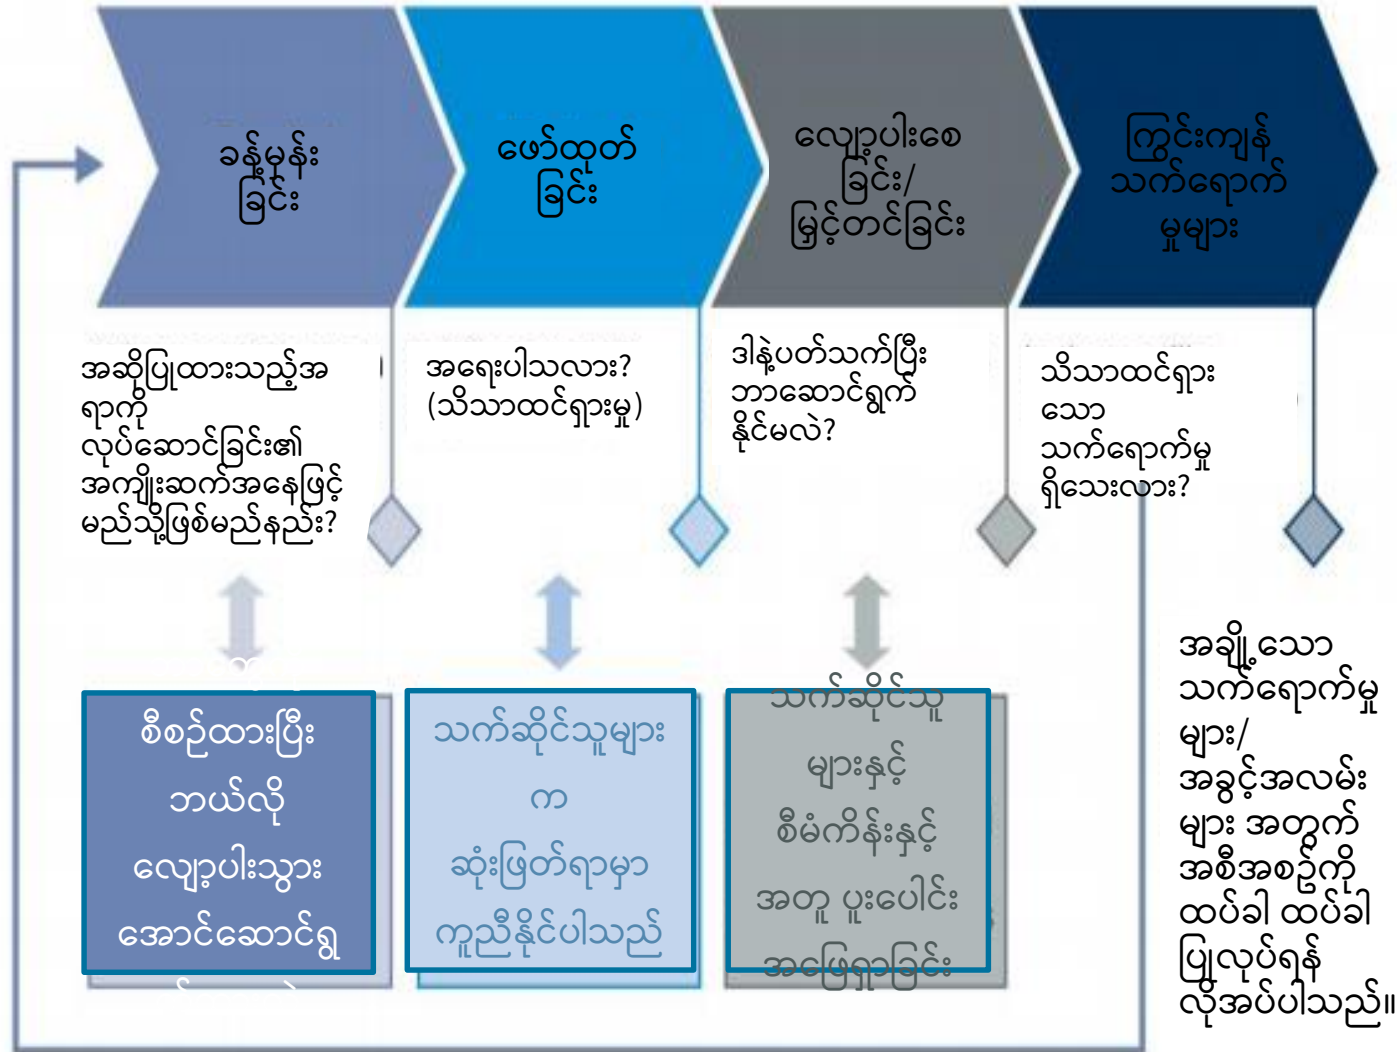 ခန့်မှန်း
ခြင်း
ဖော်ထုတ်
ခြင်း
လျော့ပါးစေ
ခြင်း/
မြှင့်တင်ခြင်း
ကြွင်းကျန်
သက်ရောက်
မှုများ
အဆိုပြုထားသည့်အ
ရာကို
လုပ်ဆောင်ခြင်း၏
အကျိုးဆက်အနေဖြင့်
မည်သို့ဖြစ်မည်နည်း?
အရေးပါသလား?
(သိသာထင်ရှားမှု)
ဒါနဲ့ပတ်သက်ပြီး
ဘာဆောင်ရွက်
နိုင်မလဲ?
သိသာထင်ရှား
သော
သက်ရောက်မှု
ရှိသေးလား?
စီစဉ်ထားပြီး
ဘယ်လို
လျော့ပါးသွား
အောင်ဆောင်ရွ
သက်ဆိုင်သူများ
က
ဆုံးဖြတ်ရာမှာ
ကူညီနိုင်ပါသည်
သက်ဆိုင်သူ
များနှင့်
စီမံကိန်းနှင့်
အတူ ပူးပေါင်း
အဖြေရှာခြင်း
အချို့သော
သက်ရောက်မှု
များ/
အခွင့်အလမ်း
များ အတွက်
အစီအစဉ်ကို
ထပ်ခါ ထပ်ခါ
ပြုလုပ်ရန်
လိုအပ်ပါသည်။